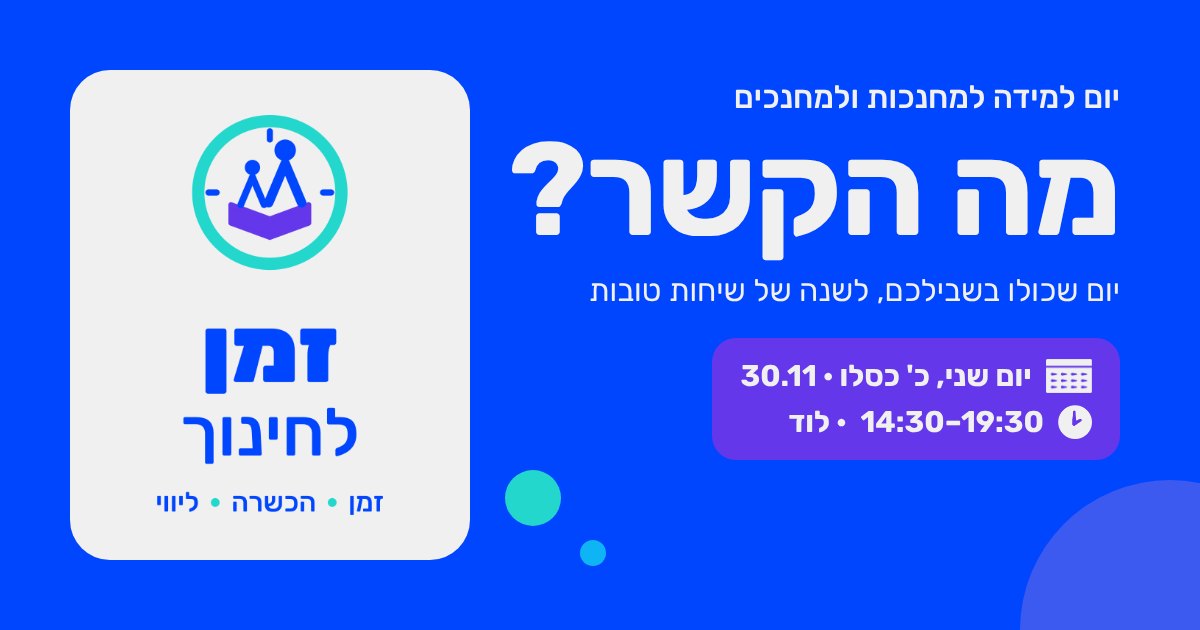 יום למידה למחנכות ולמחנכים
מה הקשר?
יום שכולו בשבילכם, לשנה של שיחות טובות
יום שני, כ' כסלו • 30.11
14:30–19:30 • לוד
זמן
לחינוך
זמן • הכשרה • ליווי